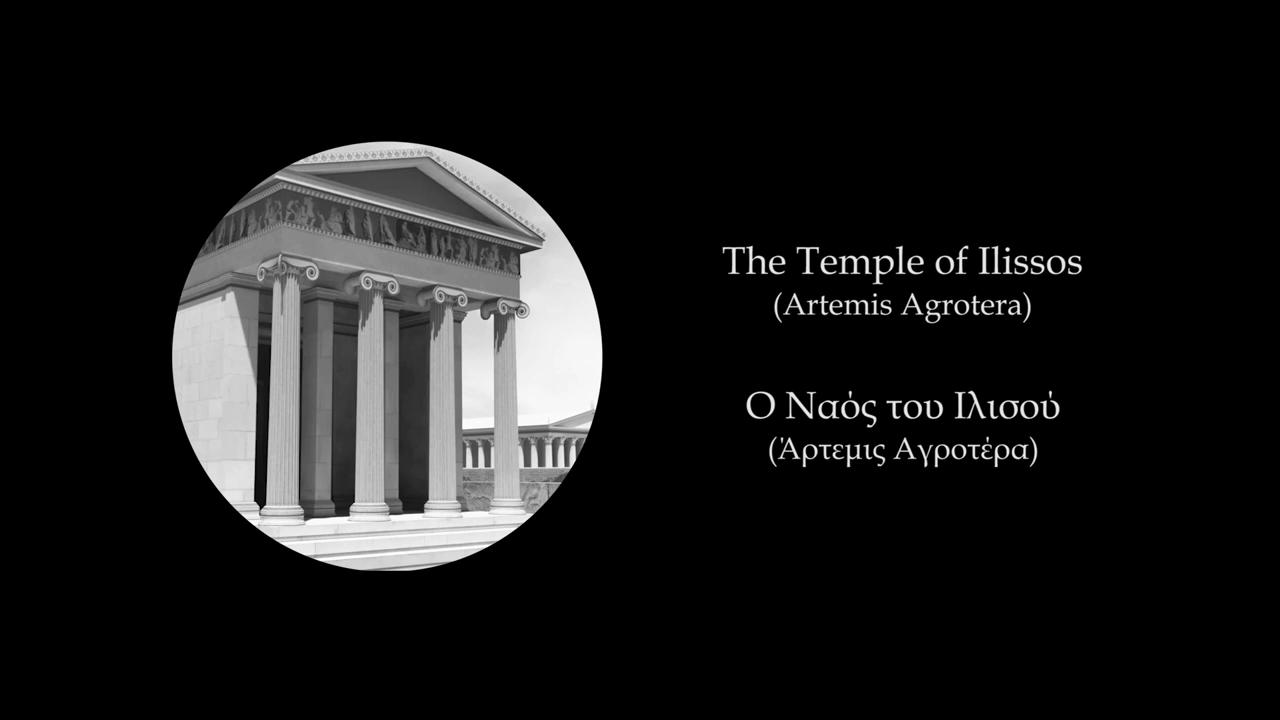 The Temple of Ilissos
(Artemis Agrotera)
Ο Ναός του Ιλισού
(Άρτεμις Αγροτέρα)